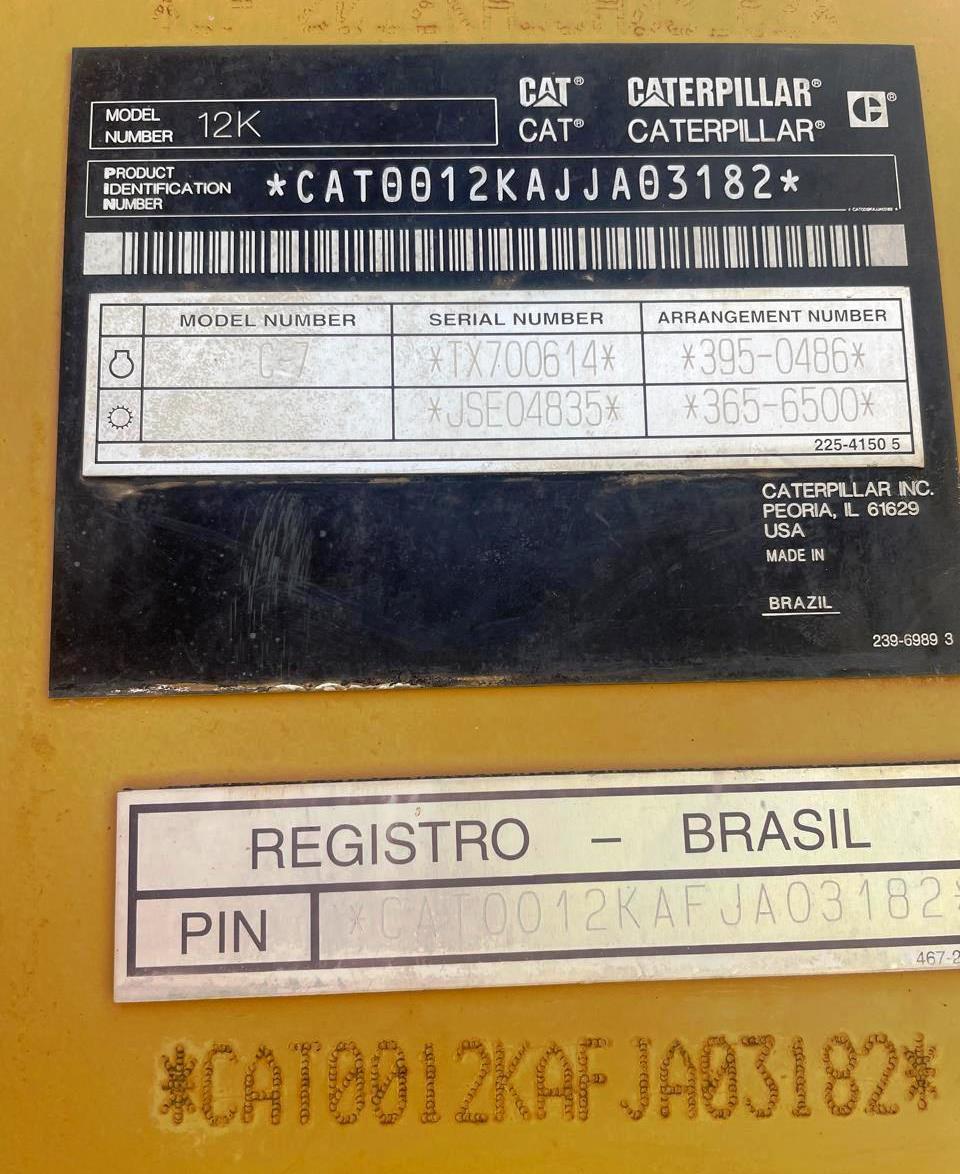 CAT® CATERPILLAR®
MODEL NUMBER 12K
CAT® CATERPILLAR®
PRODUCT IDENTIFICATION NUMBER *CAT0012KAJJA03182*
MODEL NUMBER SERIAL NUMBER ARRANGEMENT NUMBER
C-7 *TX700614* *395-0486*
*JSE04835* *365-6500*
225-4150 5
CATERPILLAR INC.
PEORIA, IL 61629
USA
MADE IN
BRAZIL
239-6989 3
REGISTRO - BRASIL
PIN *CAT0012KAFJA03182*
467-2
*CAT0012KAFJA03182*